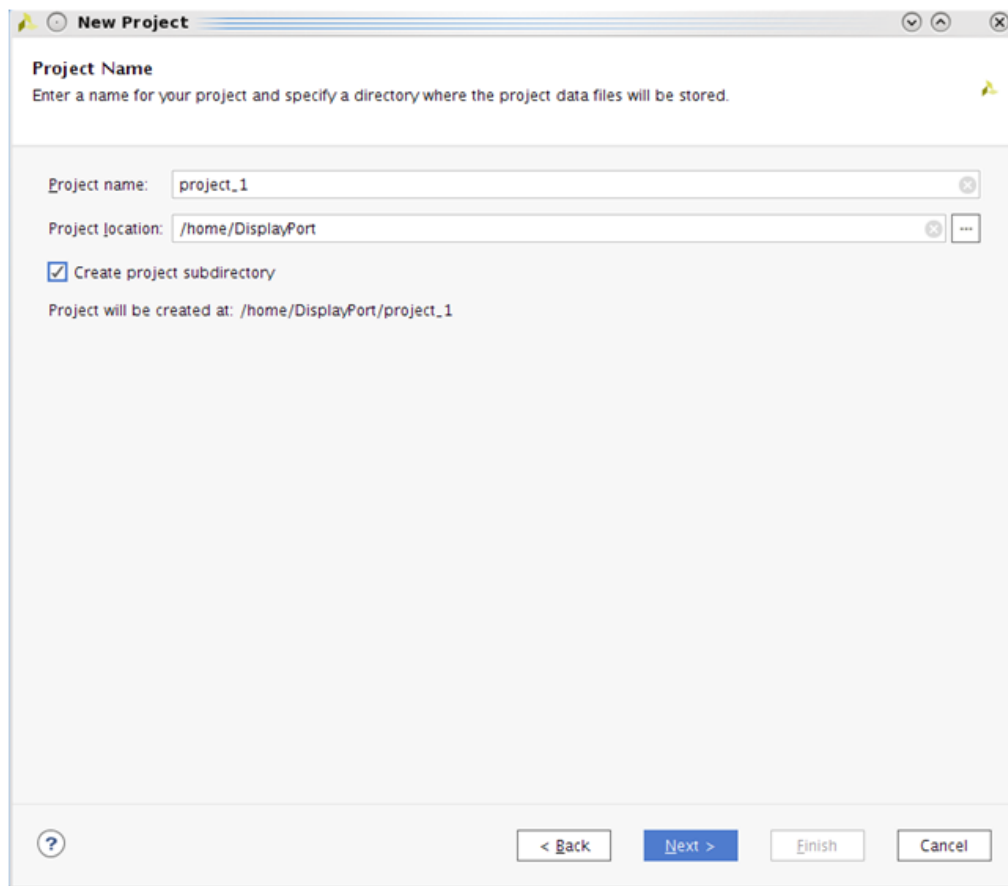 New Project
Project Name
Enter a name for your project and specify a directory where the project data files will be stored.
Project name: project_1
Project location: /home/DisplayPort
Create project subdirectory
Project will be created at: /home/DisplayPort/project_1
? < Back Next > Finish Cancel